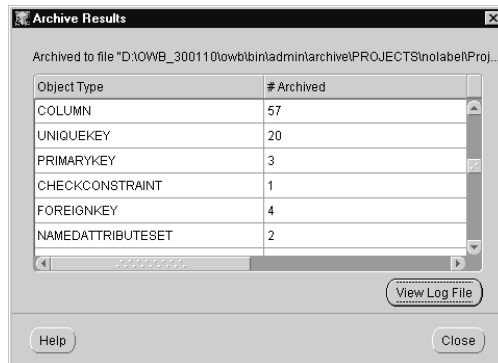 Archive Results
Archived to file "D:\OWB_300110\owb\bin\admin\archive\PROJECTS\nolabel\Proj...
Object Type # Archived
COLUMN 57
UNIQUEKEY 20
PRIMARYKEY 3
CHECKCONSTRAINT 1
FOREIGNKEY 4
NAMEDATTRIBUTESET 2
View Log File
Help Close